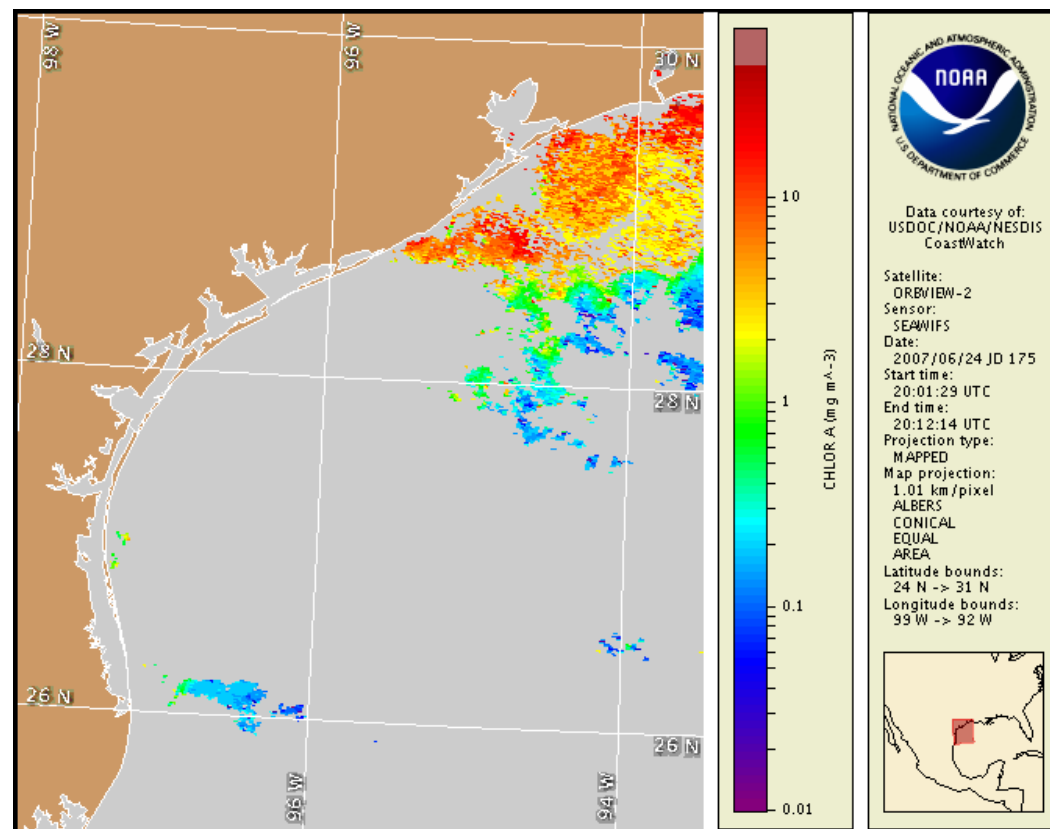 98 W
96 W
30 N
28 N
28 N
26 N
26 N
96 W
94 W
10
1
0.1
0.01
CHLOR A (mg m^-3)
NATIONAL OCEANIC AND ATMOSPHERIC ADMINISTRATION
NOAA
U.S. DEPARTMENT OF COMMERCE
Data courtesy of:
USDOC/NOAA/NESDIS
CoastWatch
Satellite:
ORBVIEW-2
Sensor:
SEAWIFS
Date:
2007/06/24 JD 175
Start time:
20:01:29 UTC
End time:
20:12:14 UTC
Projection type:
MAPPED
Map projection:
1.01 km/pixel
ALBERS
CONICAL
EQUAL
AREA
Latitude bounds:
24 N -> 31 N
Longitude bounds:
99 W -> 92 W